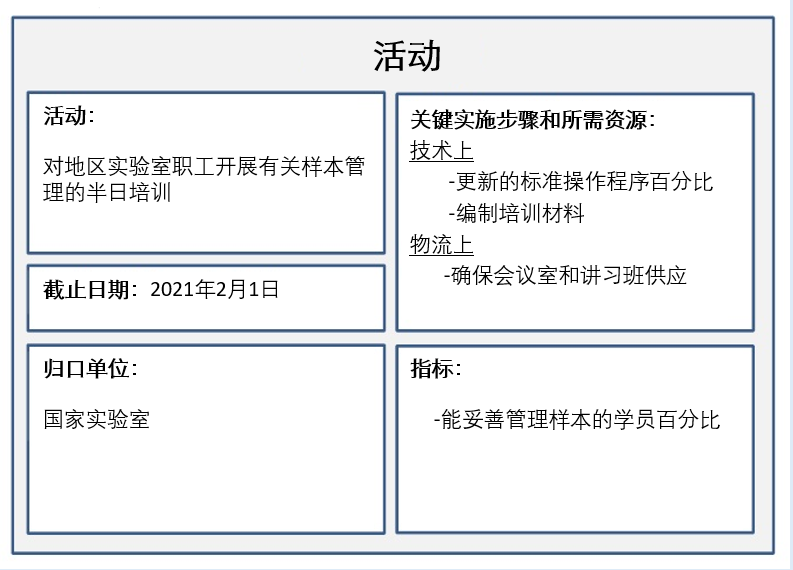 活动
活动：
对地区实验室职工开展有关样本管
理的半日培训
截止日期：2021年2月1日
归口单位：
国家实验室
关键实施步骤和所需资源：
技术上
-更新的标准操作程序百分比
-编制培训材料
物流上
-确保会议室和讲习班供应
指标：
-能妥善管理样本的学员百分比